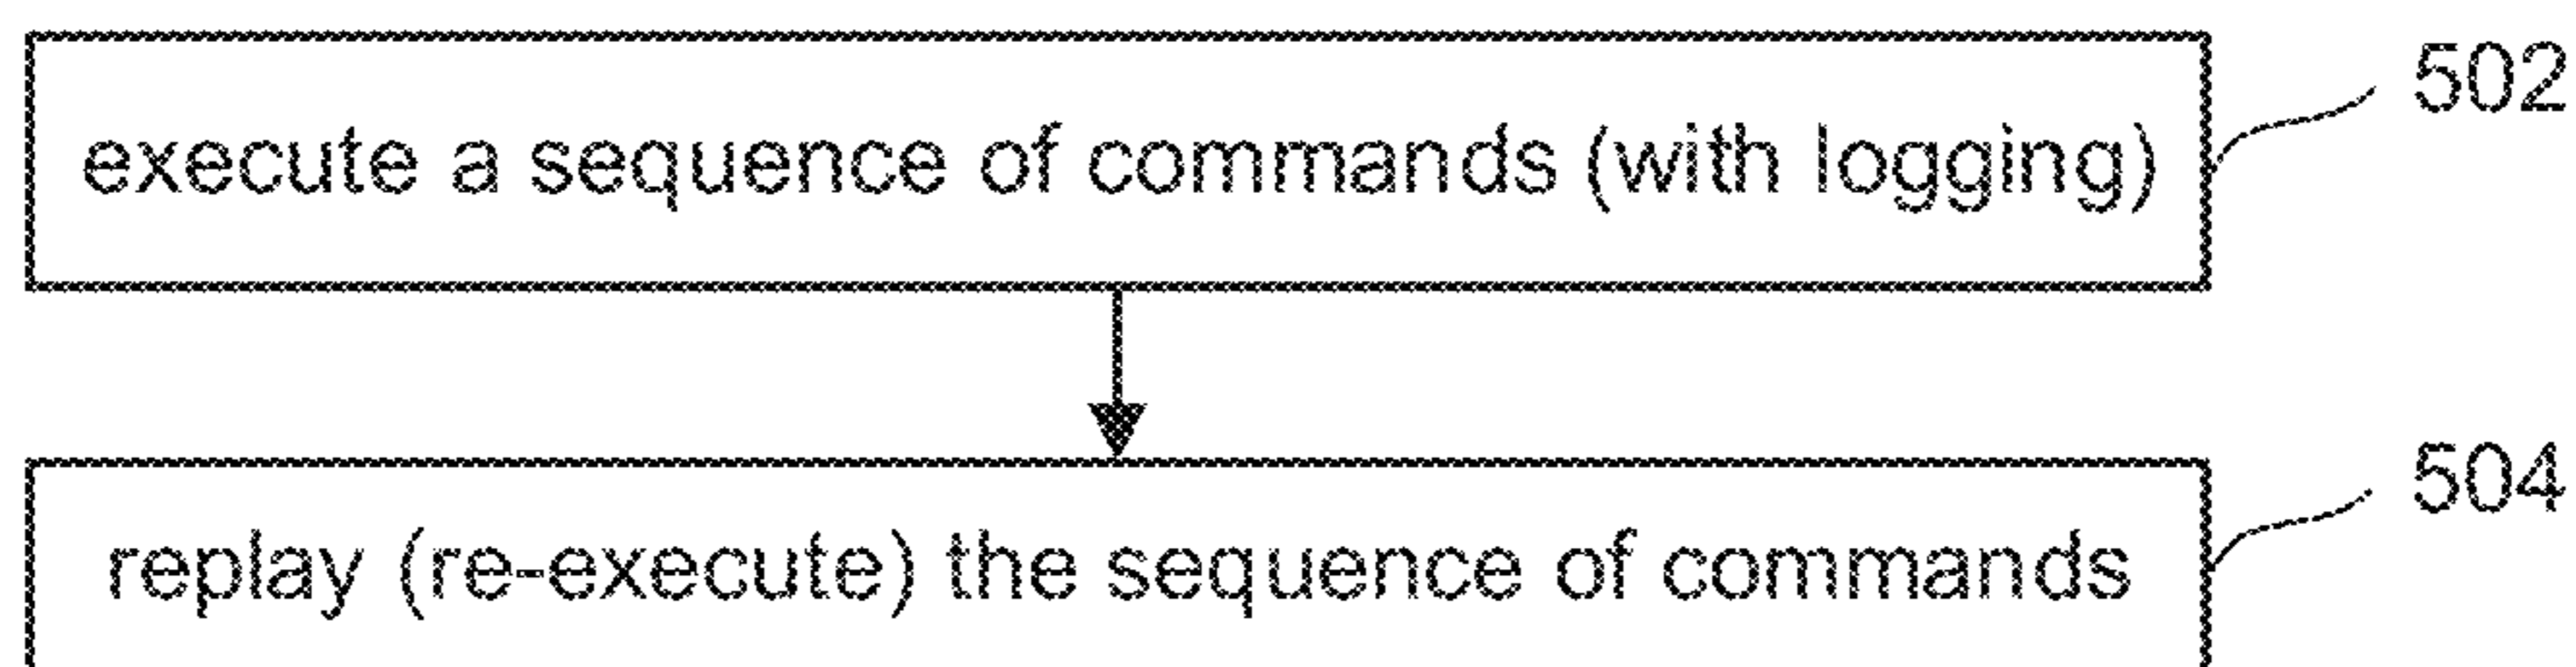 502
execute a sequence of commands (with logging)
504
replay (re-execute) the sequence of commands